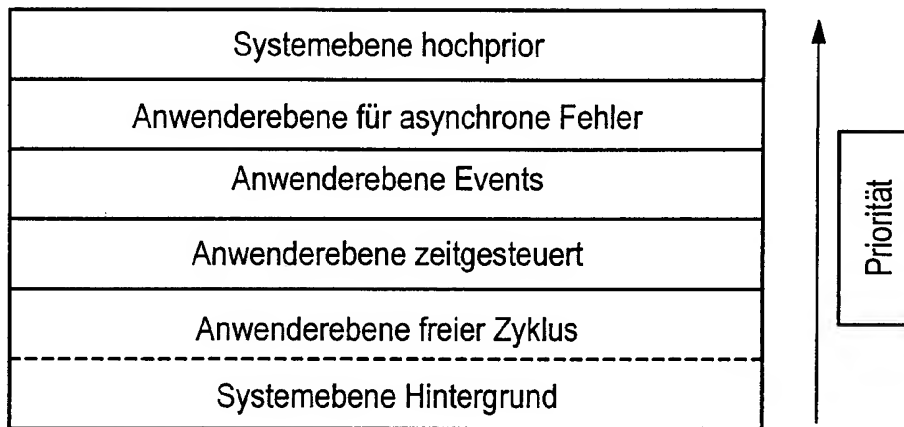 Systemebene hochprior
Anwenderebene für asynchrone Fehler
Anwenderebene Events
Anwenderebene zeitgesteuert
Anwenderebene freier Zyklus
Systemebene Hintergrund
Priorität